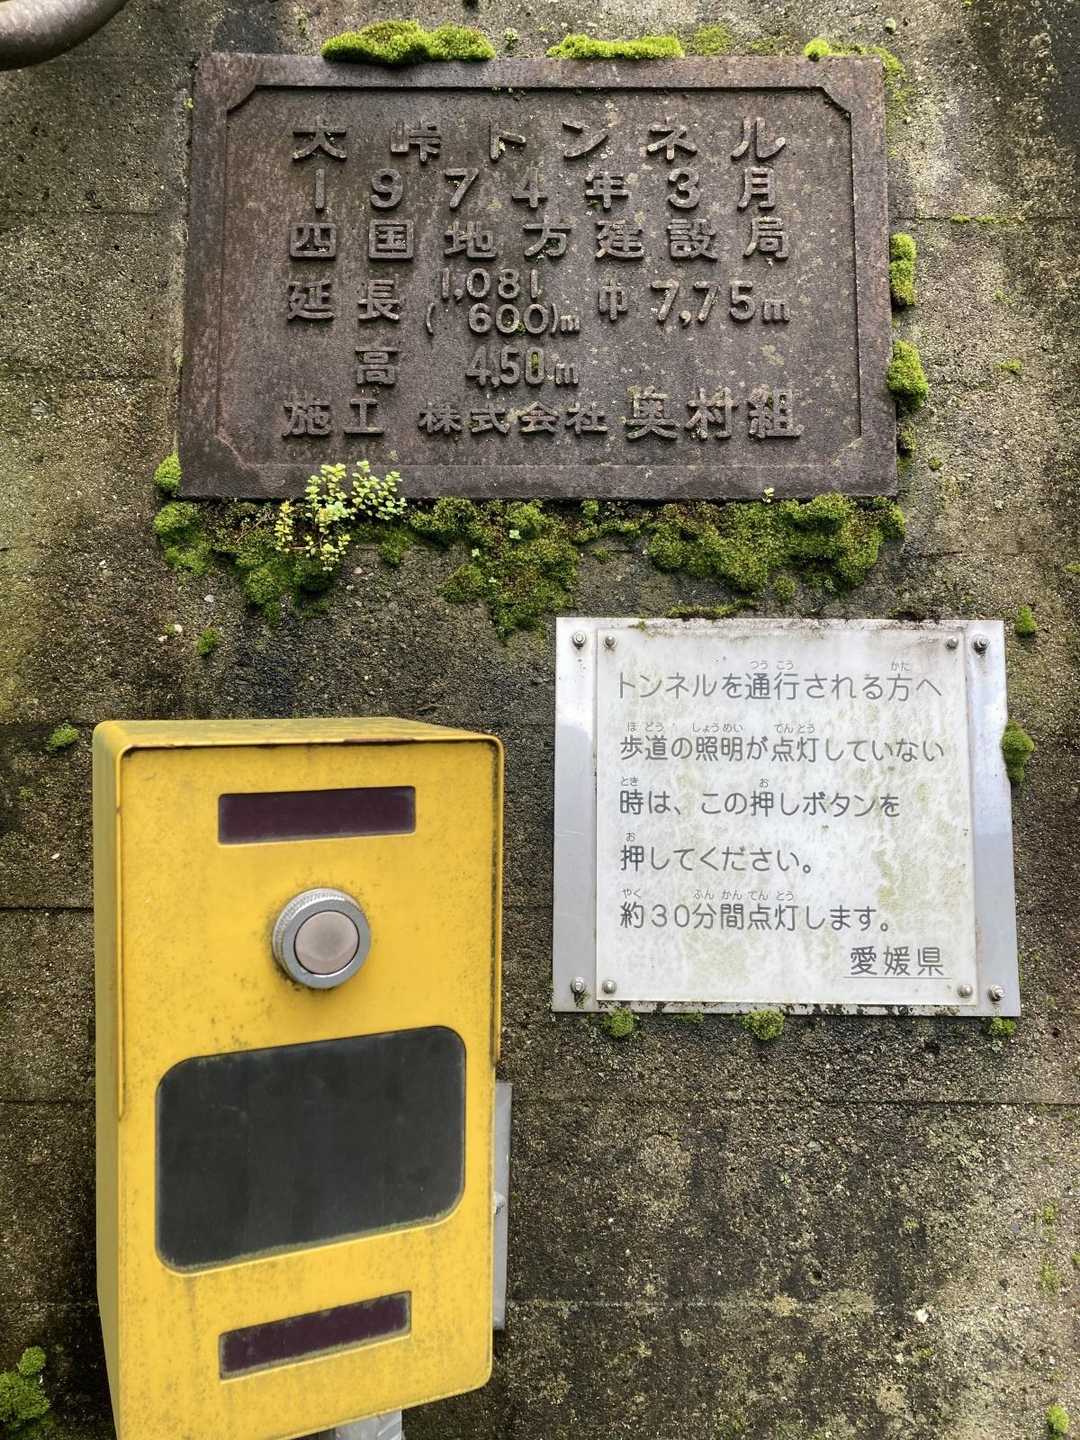 大峠トンネル
1974年3月
四国地方建設局
延長 1,081 (600)m 巾 7,75m
高 4,50m
施工 株式会社 奥村組
トンネルを通行される方へ
歩道の照明が点灯していない
時は、この押しボタンを
押してください。
約30分間点灯します。
愛媛県